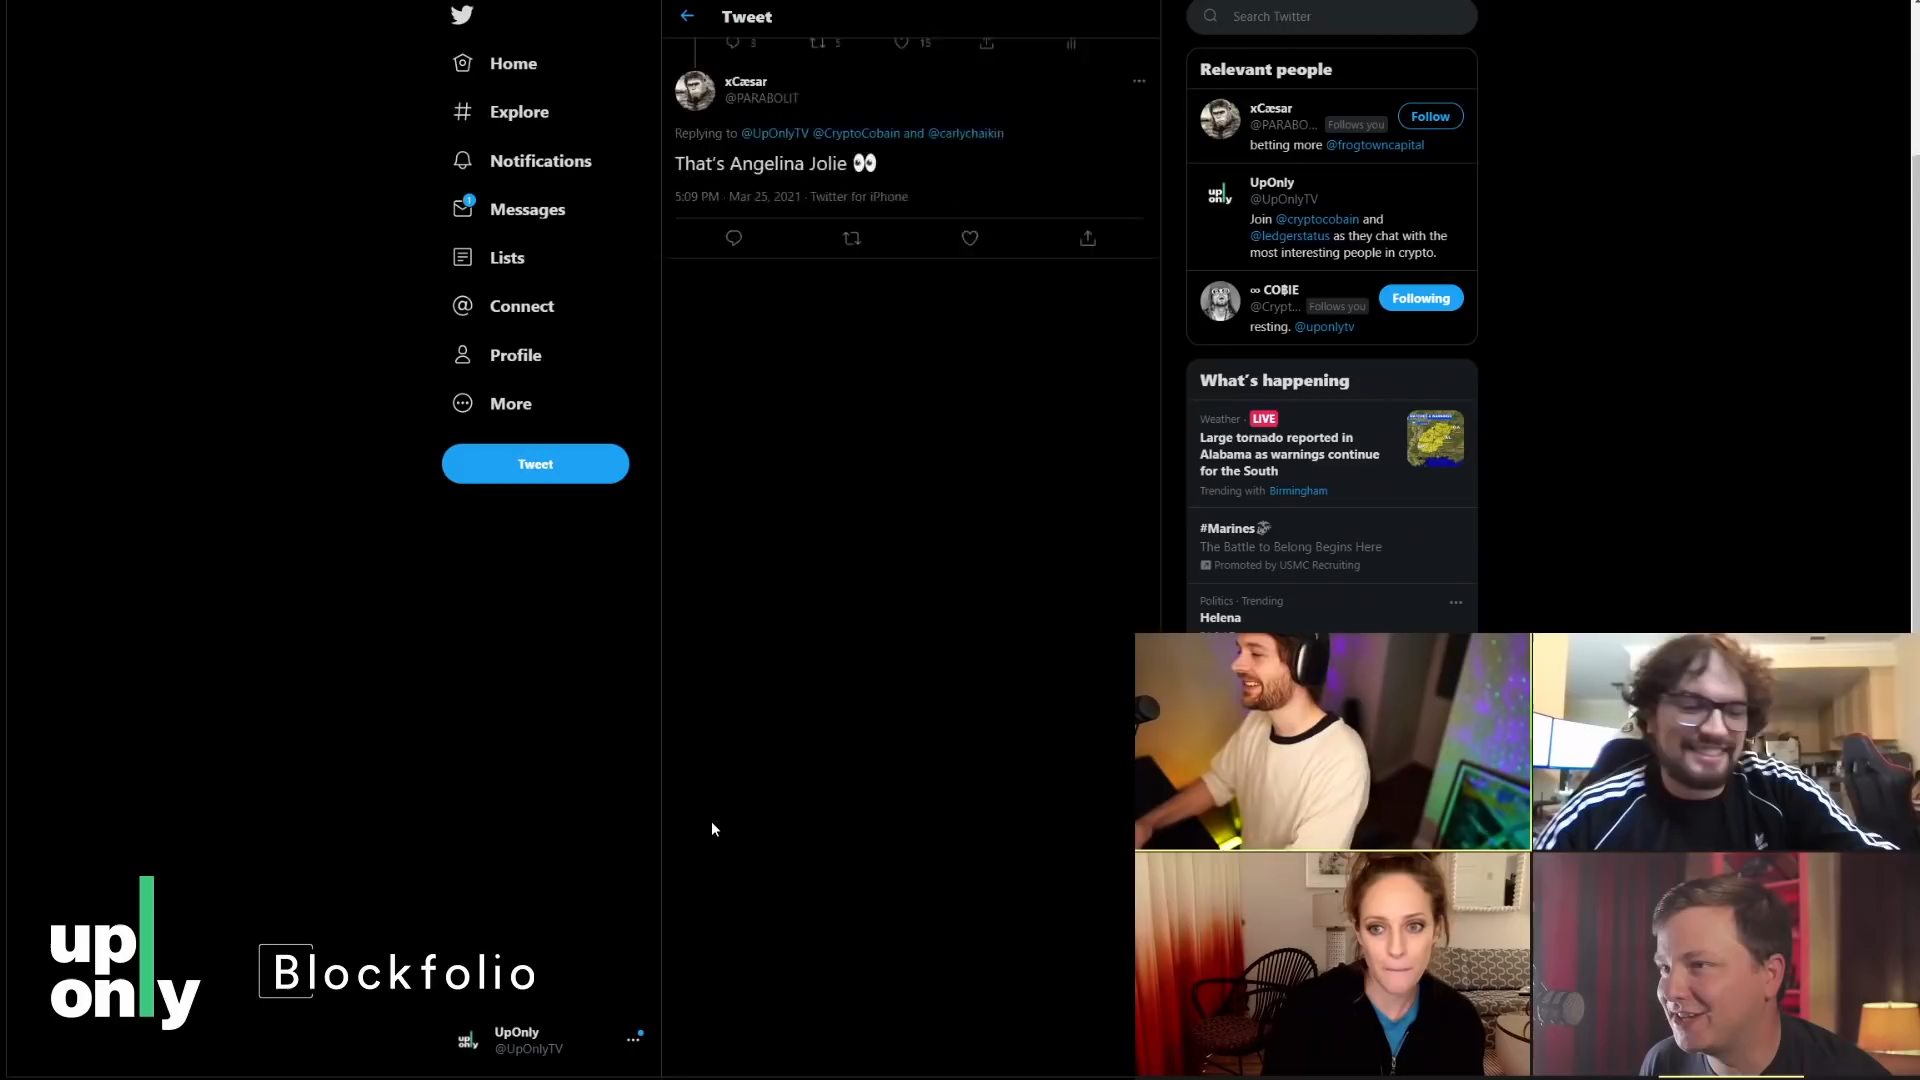 Home
Explore
Notifications
1
Messages
Lists
Connect
Profile
More
Tweet
up
only
Blockfolio
UpOnly
@UpOnlyTV
Tweet
3 5 15
xCæsar
@PARABOLIT
Replying to @UpOnlyTV @CryptoCobain and @carlychaikin
That's Angelina Jolie 👀
5:09 PM · Mar 25, 2021 · Twitter for iPhone
Search Twitter
Relevant people
xCæsar
@PARABO... Follows you
Follow
betting more @frogtowncapital
up
only
UpOnly
@UpOnlyTV
Join @cryptocobain and
@ledgerstatus as they chat with the
most interesting people in crypto.
∞ CO฿IE
@Crypt... Follows you
Following
resting. @uponlytv
What's happening
Weather · LIVE
Large tornado reported in
Alabama as warnings continue
for the South
Trending with Birmingham
#Marines
The Battle to Belong Begins Here
Promoted by USMC Recruiting
Politics · Trending
Helena